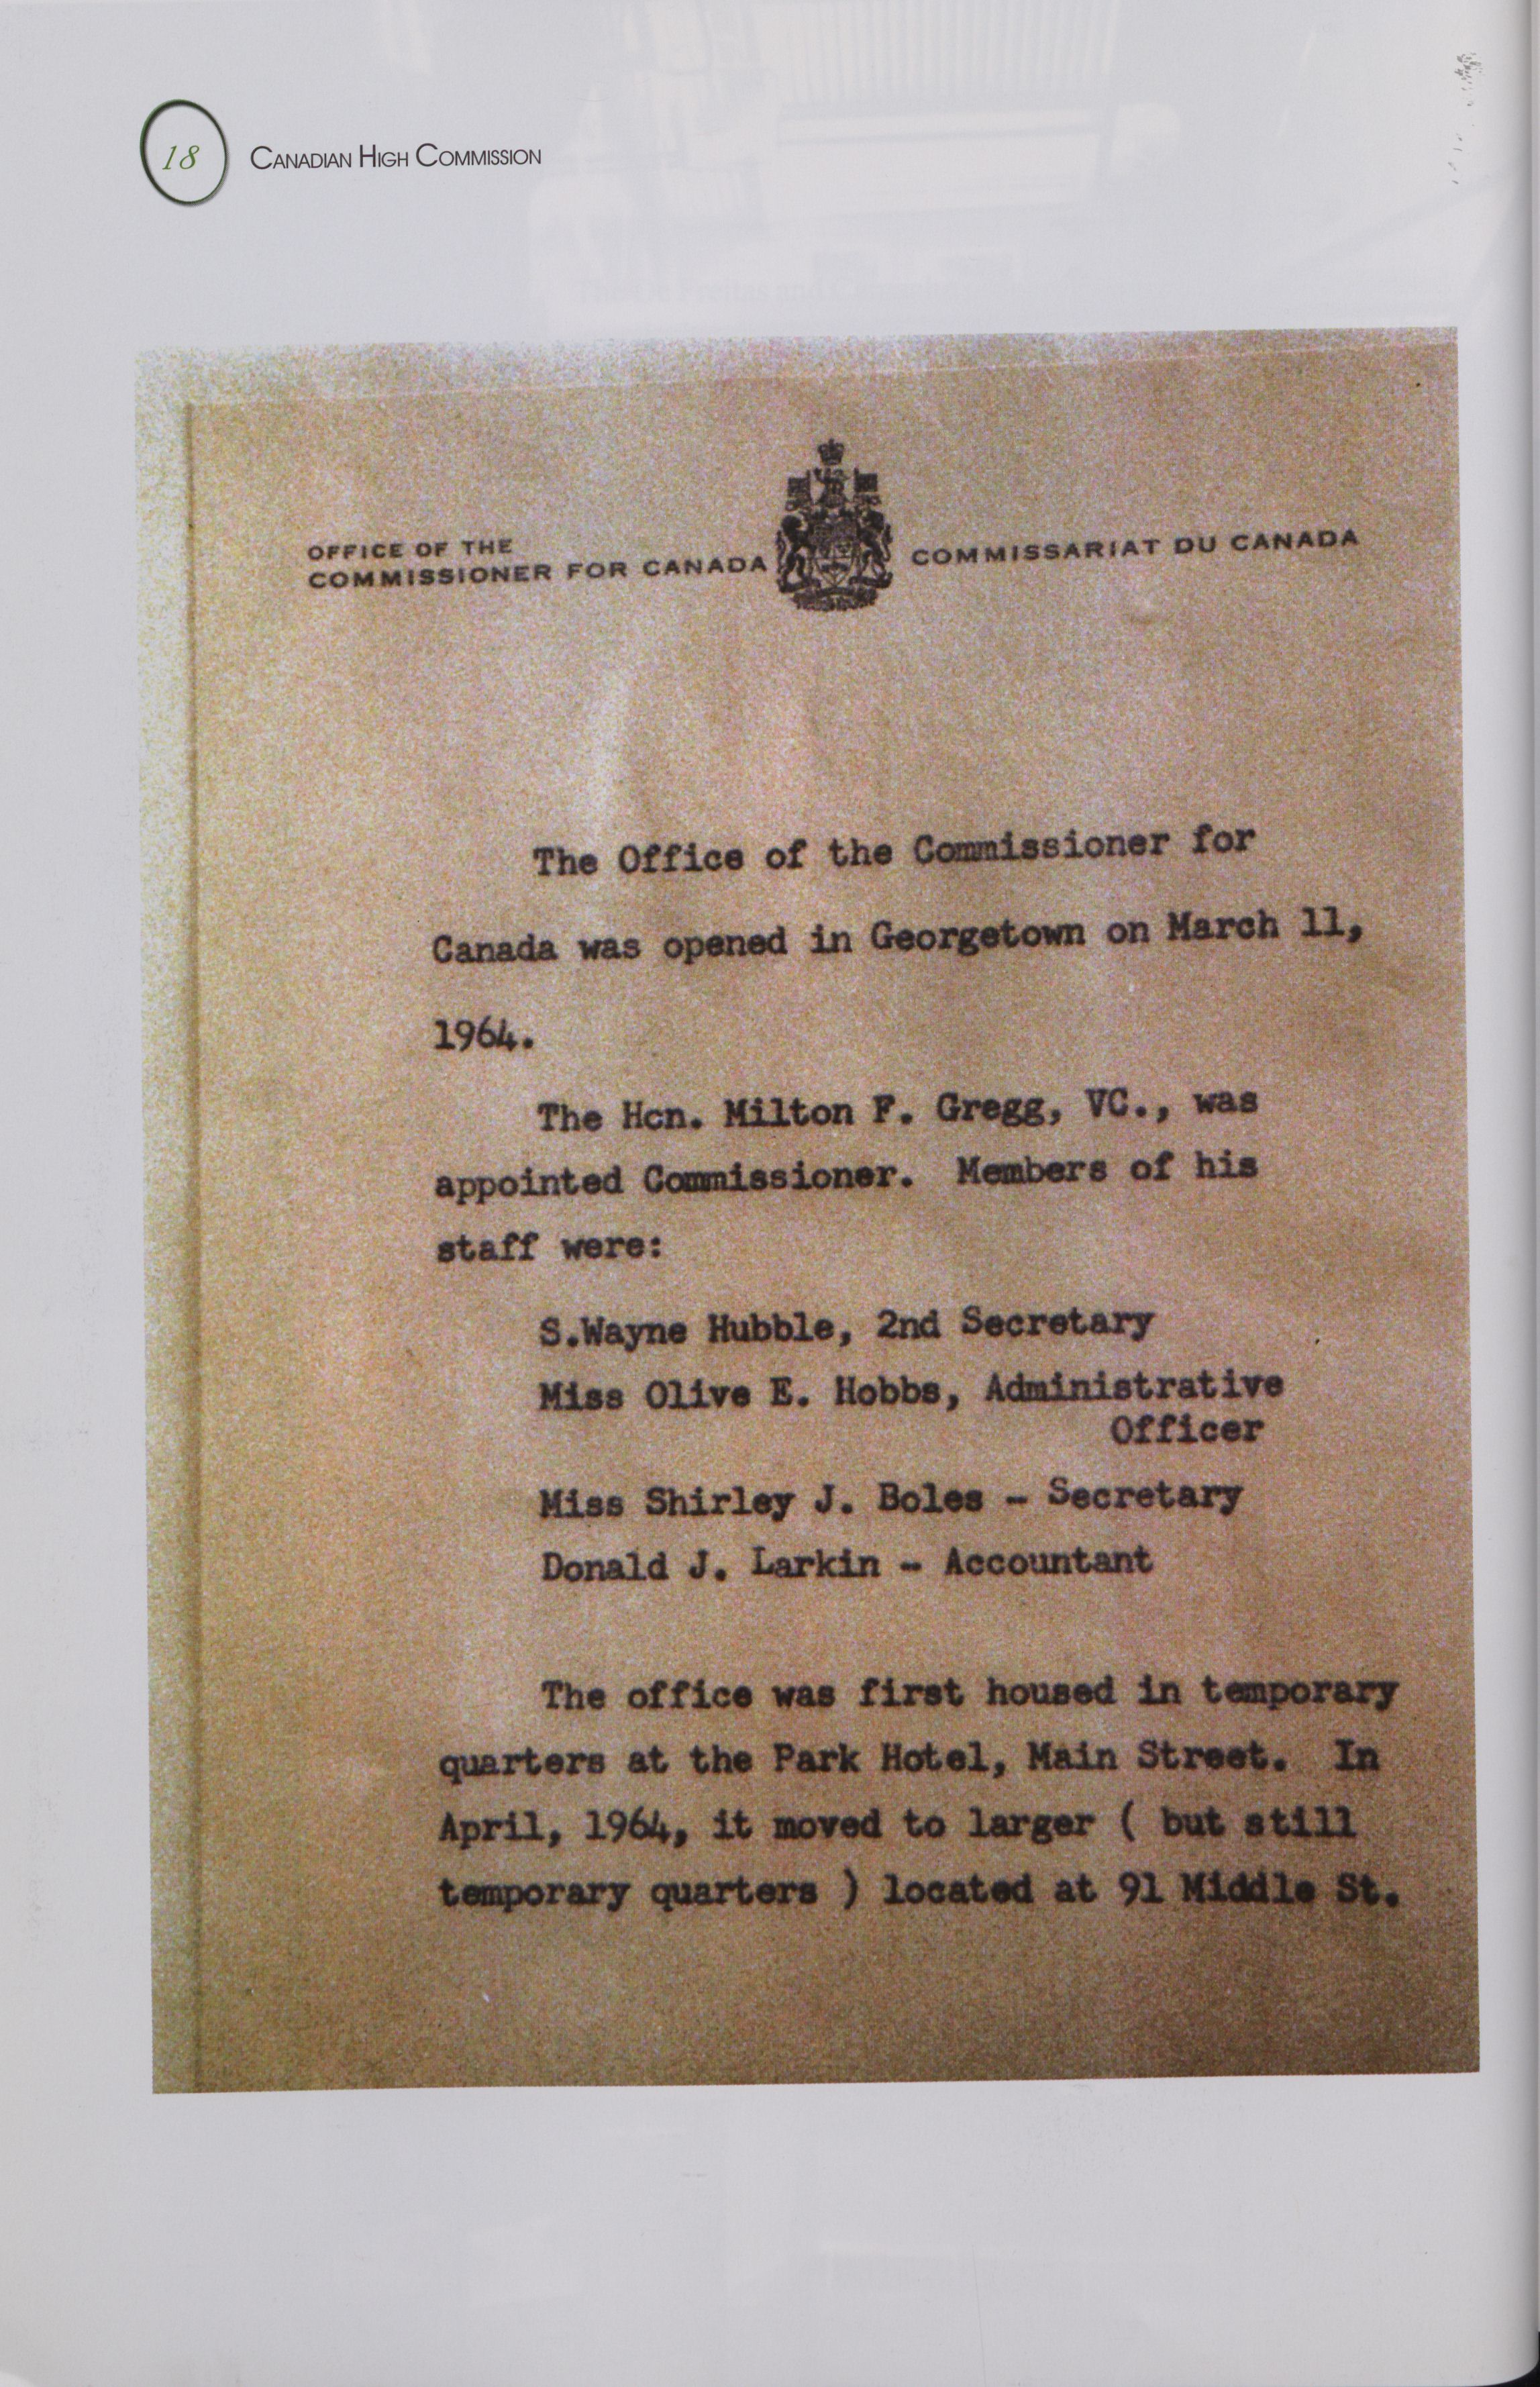 18
CANADIAN HIGH COMMISSION
OFFICE OF THE
COMMISSIONER FOR CANADA
COMMISSARIAT DU CANADA
The Office of the Commissioner for
Canada was opened in Georgetown on March 11,
1964.
The Hcn. Milton F. Gregg, VC., was
appointed Commissioner. Members of his
staff were:
S.Wayne Hubble, 2nd Secretary
Miss Olive E. Hobbs, Administrative
Officer
Miss Shirley J. Boles - Secretary
Donald J. Larkin - Accountant
The office was first housed in temporary
quarters at the Park Hotel, Main Street. In
April, 1964, it moved to larger ( but still
temporary quarters ) located at 91 Middle St.